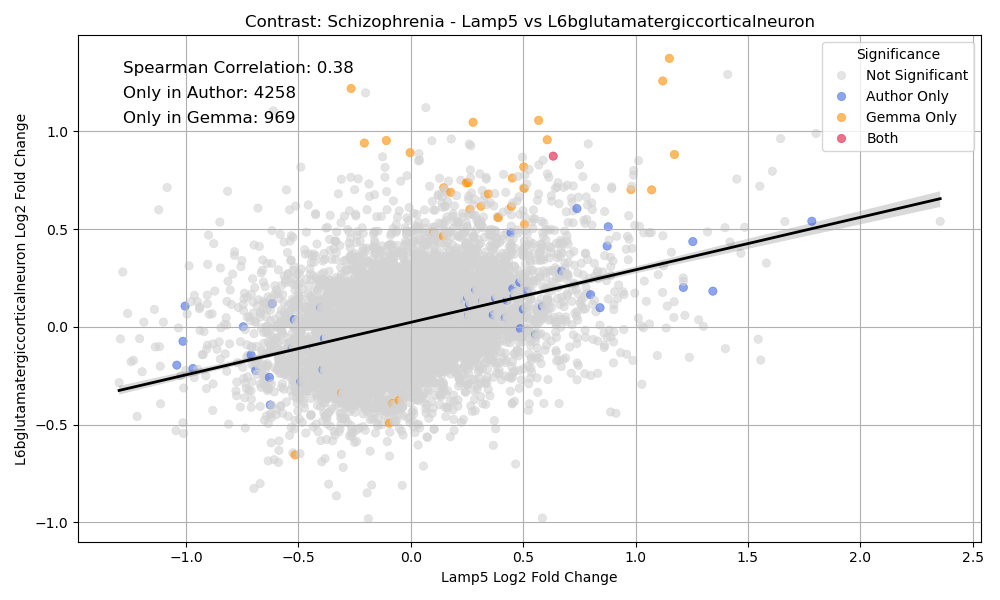 Contrast: Schizophrenia - Lamp5 vs L6bglutamatergiccorticalneuron
Spearman Correlation: 0.38
Only in Author: 4258
Only in Gemma: 969
Significance
Not Significant
Author Only
Gemma Only
Both
L6bglutamatergiccorticalneuron Log2 Fold Change
1.0
0.5
0.0
−0.5
−1.0
−1.0
−0.5
0.0
0.5
1.0
1.5
2.0
2.5
Lamp5 Log2 Fold Change